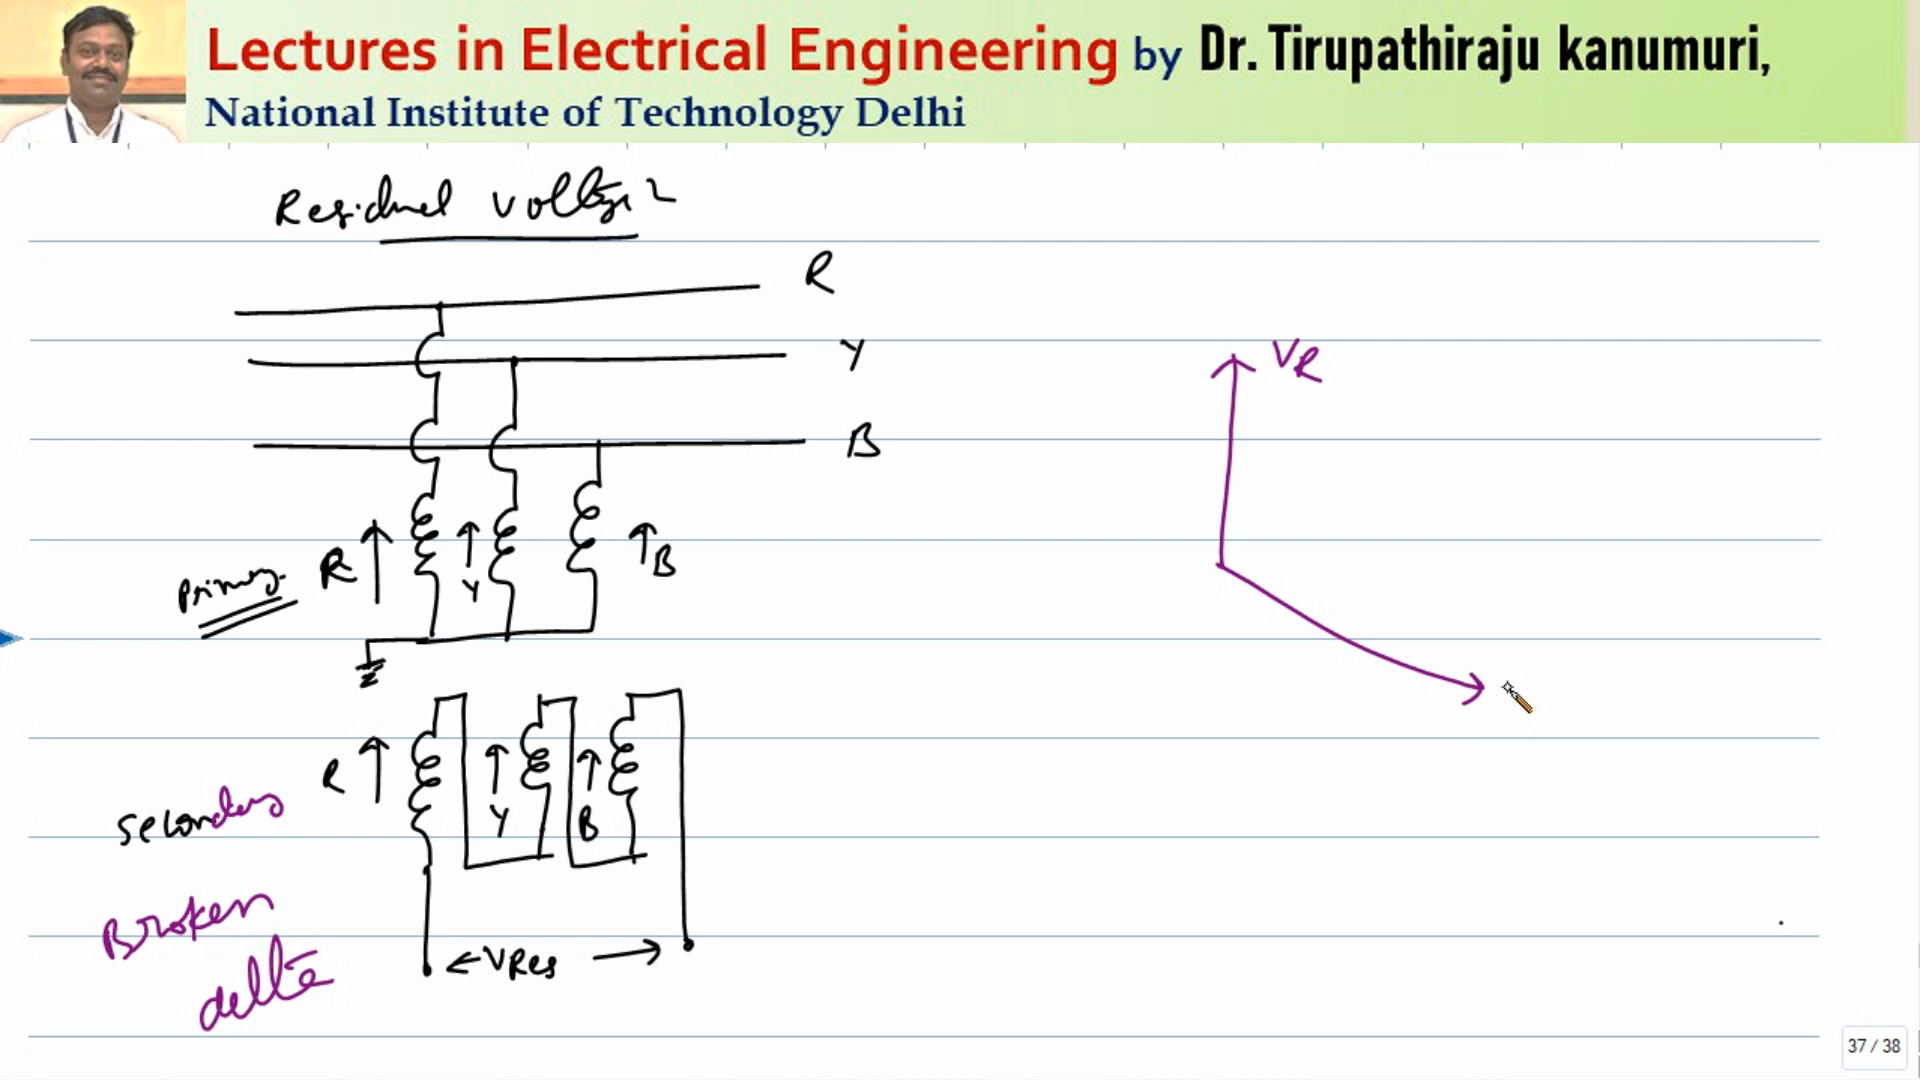 Lectures in Electrical Engineering by Dr. Tirupathiraju kanumuri,
National Institute of Technology Delhi
Residual voltage
R
Y
B
VR
Primary
R
Y
B
R
Y
B
Secondary
Broken
delta
VRes
37 / 38